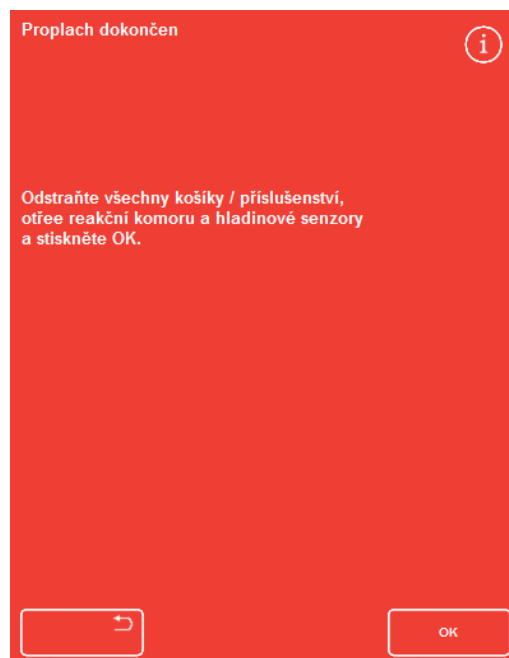 Proplach dokončen
i
Odstraňte všechny košíky / příslušenství,
otřee reakční komoru a hladinové senzory
a stiskněte OK.
OK